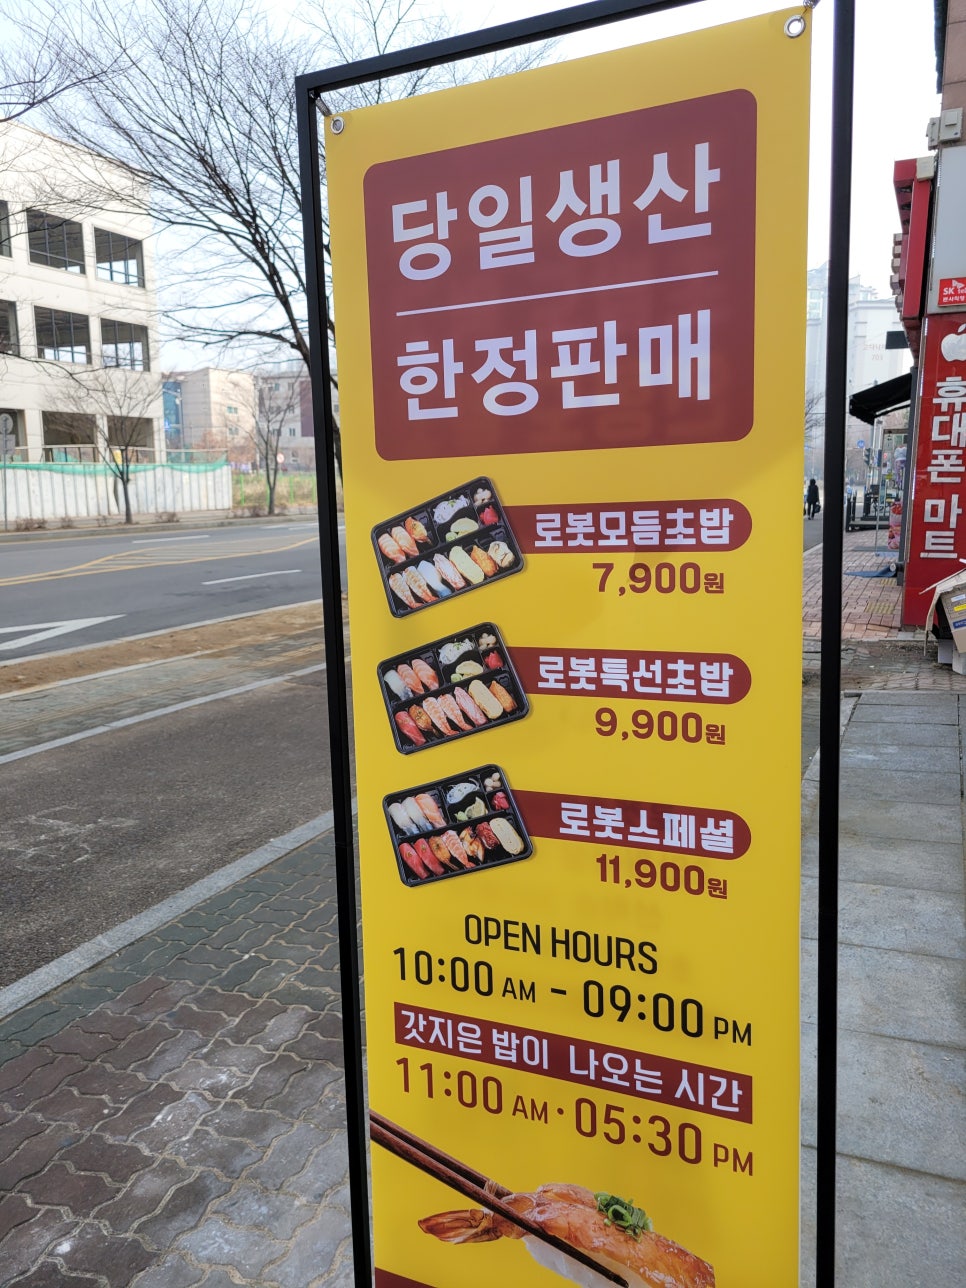 당일생산
한정판매
로봇모듬초밥
7,900원
로봇특선초밥
9,900원
로봇스페셜
11,900원
OPEN HOURS
10:00 AM - 09:00 PM
갓지은 밥이 나오는 시간
11:00 AM · 05:30 PM
SK
휴대폰 마트